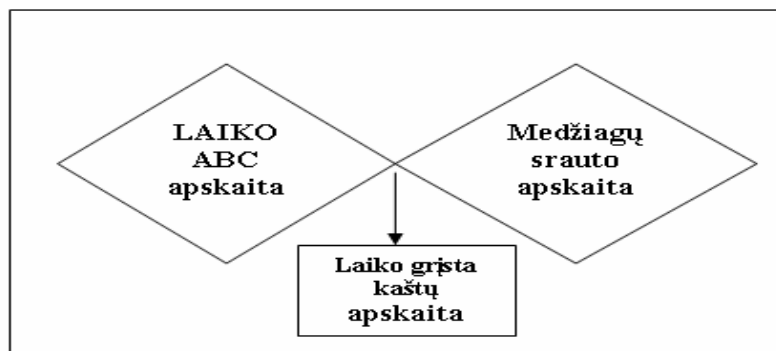 LAIKO
ABC
apskaita
Medžiagų
srauto
apskaita
Laiko grįsta
kaštų
apskaita